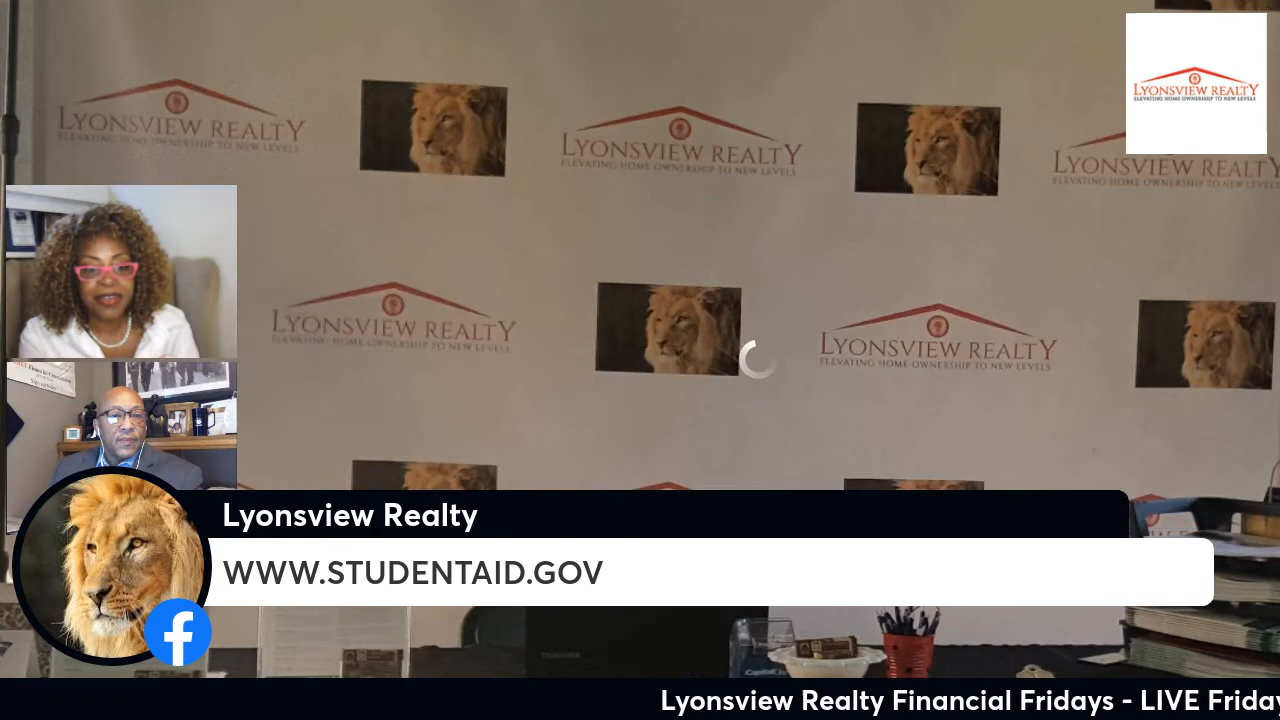 LYONSVIEW REALTY
ELEVATING HOME OWNERSHIP TO NEW LEVELS
LYONSVIEW REALTY
ELEVATING HOME OWNERSHIP TO NEW LEVELS
LYONSVIEW REALTY
ELEVATING HOME OWNERSHIP TO NEW LEVELS
LYONSVIEW REALTY
ELEVATING HOME OWNERSHIP TO NEW LEVELS
LYONSVIEW REALTY
ELEVATING HOME OWNERSHIP TO NEW LEVELS
LYONSVIEW REALTY
ELEVATING HOME OWNERSHIP TO NEW LEVELS
Lyonsview Realty
WWW.STUDENTAID.GOV
TOSHIBA
Lyonsview Realty Financial Fridays - LIVE Friday